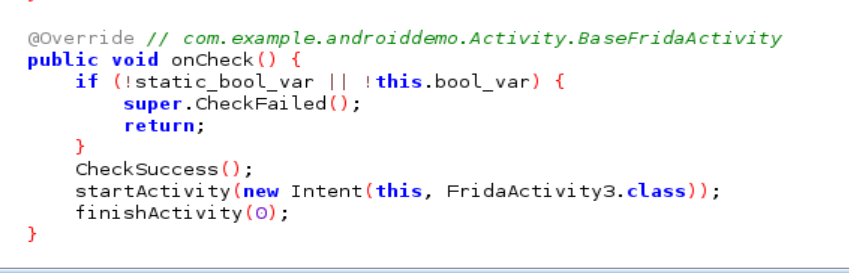 @Override // com.example.androiddemo.Activity.BaseFridaActivity
public void onCheck() {
    if (!static_bool_var || !this.bool_var) {
        super.CheckFailed();
        return;
    }
    CheckSuccess();
    startActivity(new Intent(this, FridaActivity3.class));
    finishActivity(0);
}